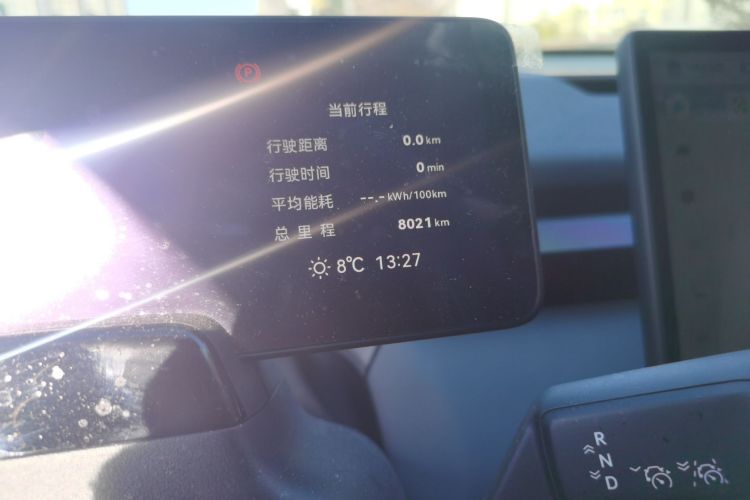 P
当前行程
行驶距离 0.0 km
行驶时间 0 min
平均能耗 --.- kWh/100km
总里程 8021 km
8℃ 13:27
R
N
D